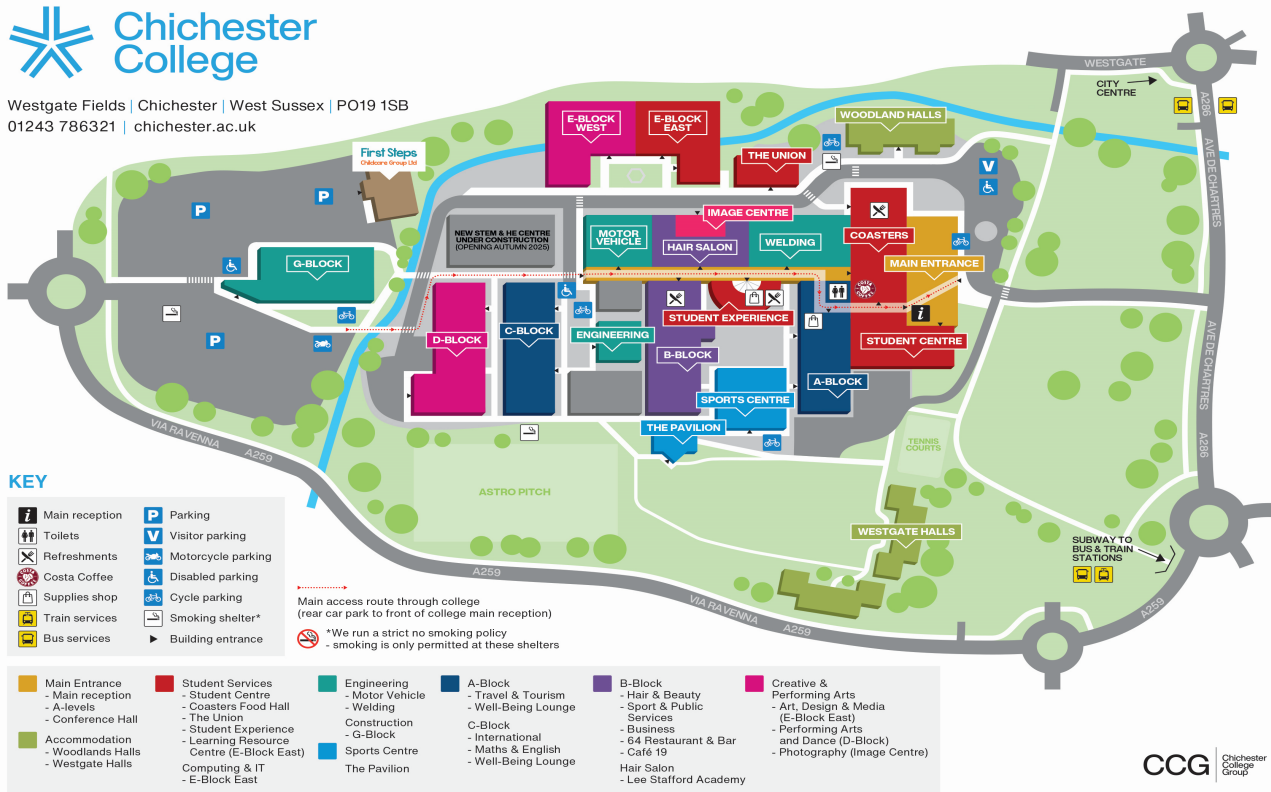 Chichester
College
Westgate Fields | Chichester | West Sussex | PO19 1SB
01243 786321 | chichester.ac.uk
First Steps
Childcare Group Ltd
E-BLOCK
WEST
E-BLOCK
EAST
THE UNION
WOODLAND HALLS
WESTGATE
CITY
CENTRE
A286
AVE DE CHARTRES
P
P
V
NEW STEM & HE CENTRE
UNDER CONSTRUCTION
(OPENING AUTUMN 2025)
IMAGE CENTRE
MOTOR
VEHICLE
HAIR SALON
WELDING
COASTERS
MAIN ENTRANCE
G-BLOCK
COSTA
COFFEE
i
STUDENT EXPERIENCE
P
D-BLOCK
C-BLOCK
ENGINEERING
B-BLOCK
STUDENT CENTRE
A-BLOCK
SPORTS CENTRE
THE PAVILION
AVE DE CHARTRES
A286
VIA RAVENNA
A259
TENNIS
COURTS
ASTRO PITCH
WESTGATE HALLS
SUBWAY TO
BUS & TRAIN
STATIONS
A259
VIA RAVENNA
A259
A259
KEY
i Main reception
Toilets
Refreshments
Costa Coffee
Supplies shop
Train services
Bus services
P Parking
V Visitor parking
Motorcycle parking
Disabled parking
Cycle parking
Smoking shelter*
Building entrance
Main access route through college
(rear car park to front of college main reception)
*We run a strict no smoking policy
- smoking is only permitted at these shelters
Main Entrance
- Main reception
- A-levels
- Conference Hall
Accommodation
- Woodlands Halls
- Westgate Halls
Student Services
- Student Centre
- Coasters Food Hall
- The Union
- Student Experience
- Learning Resource
Centre (E-Block East)
Computing & IT
- E-Block East
Engineering
- Motor Vehicle
- Welding
Construction
- G-Block
Sports Centre
The Pavilion
A-Block
- Travel & Tourism
- Well-Being Lounge
C-Block
- International
- Maths & English
- Well-Being Lounge
B-Block
- Hair & Beauty
- Sport & Public
Services
- Business
- 64 Restaurant & Bar
- Café 19
Hair Salon
- Lee Stafford Academy
Creative &
Performing Arts
- Art, Design & Media
(E-Block East)
- Performing Arts
and Dance (D-Block)
- Photography (Image Centre)
CCG
Chichester
College
Group